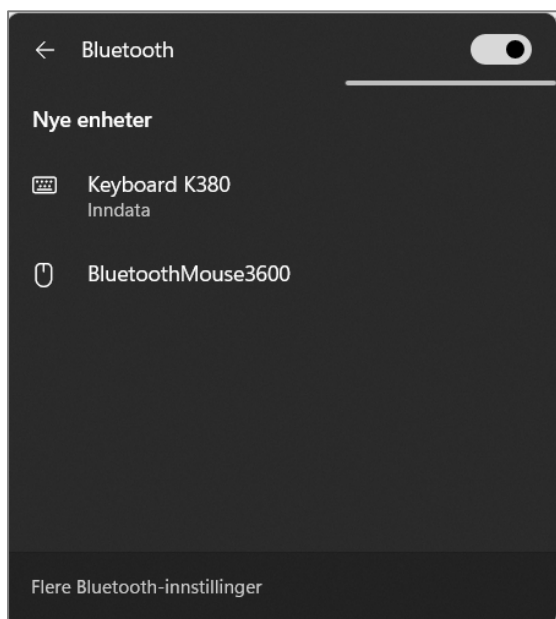 Bluetooth
Nye enheter
Keyboard K380
Inndata
BluetoothMouse3600
Flere Bluetooth-innstillinger